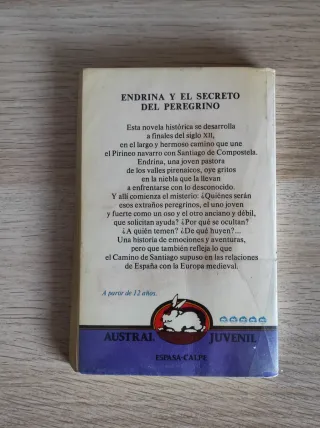 ENDRINA Y EL SECRETO
DEL PEREGRINO
Esta novela histórica se desarrolla
a finales del siglo XII,
en el largo y hermoso camino que une
el Pirineo navarro con Santiago de Compostela.
Endrina, una joven pastora
de los valles pirenaicos, oye gritos
en la niebla que la llevan
a enfrentarse con lo desconocido.
Y allí comienza el misterio: ¿Quiénes serán
esos extraños peregrinos, el uno joven
y fuerte como un oso y el otro anciano y débil,
que solicitan ayuda? ¿Por qué se ocultan?
¿A quién temen? ¿De qué huyen?...
Una historia de emociones y aventuras,
pero que también refleja lo que
el Camino de Santiago supuso en las relaciones
de España con la Europa medieval.
A partir de 12 años.
AUSTRAL JUVENIL
ESPASA-CALPE